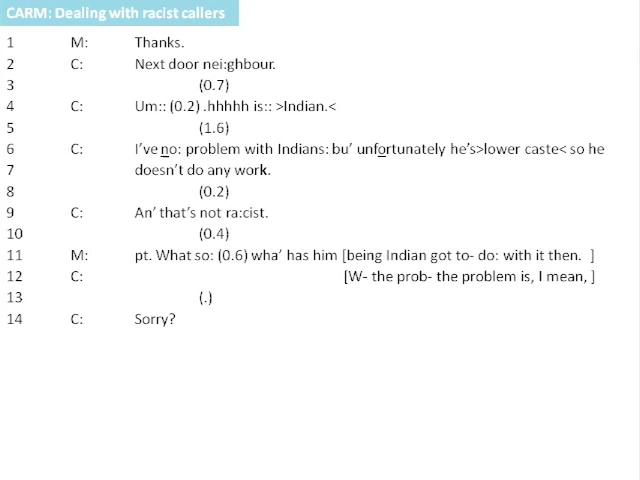 CARM: Dealing with racist callers
1 M: Thanks.
2 C: Next door nei:ghbour.
3 (0.7)
4 C: Um:: (0.2) .hhhhh is:: >Indian.<
5 (1.6)
6 C: I've no: problem with Indians: bu' unfortunately he's>lower caste< so he
7 doesn't do any work.
8 (0.2)
9 C: An' that's not ra:cist.
10 (0.4)
11 M: pt. What so: (0.6) wha' has him [being Indian got to- do: with it then. ]
12 C: [W- the prob- the problem is, I mean, ]
13 (.)
14 C: Sorry?